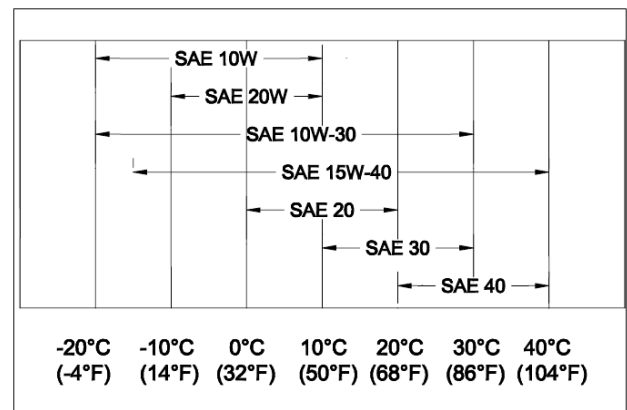 SAE 10W
SAE 20W
SAE 10W-30
SAE 15W-40
SAE 20
SAE 30
SAE 40
-20°C -10°C 0°C 10°C 20°C 30°C 40°C
(-4°F) (14°F) (32°F) (50°F) (68°F) (86°F) (104°F)